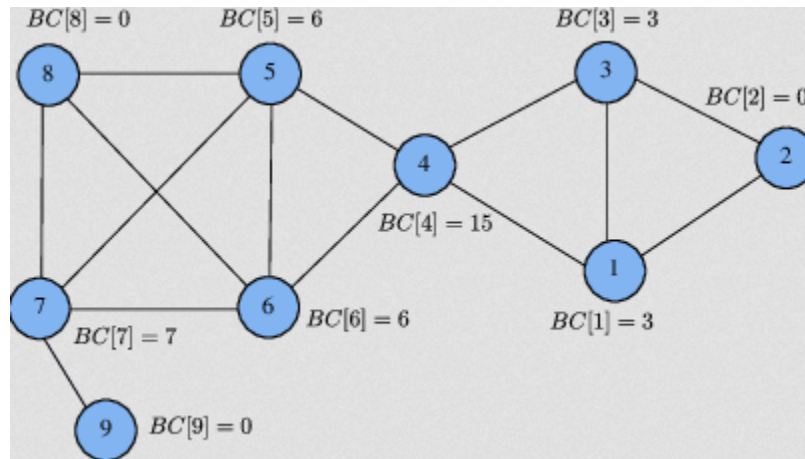 BC[8] = 0
BC[5] = 6
BC[3] = 3
8
5
3
BC[2] = 0
2
4
BC[4] = 15
1
7
6
BC[7] = 7
BC[6] = 6
BC[1] = 3
9
BC[9] = 0